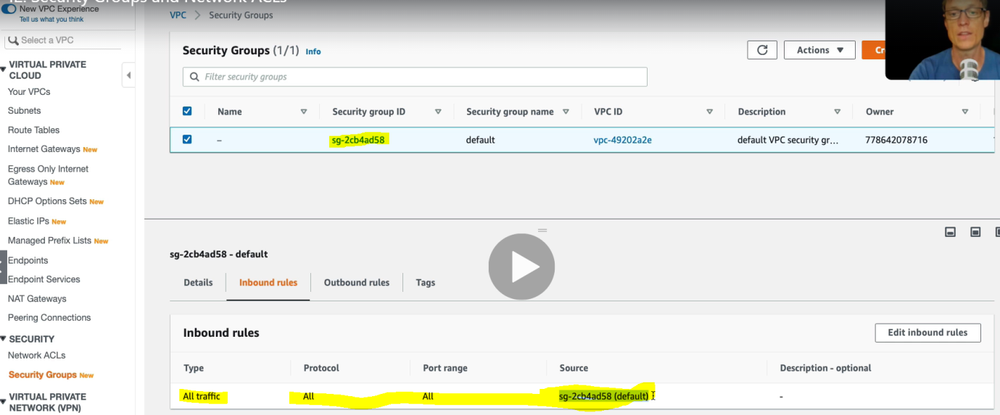 12. Security Groups and Network ACLs
New VPC Experience
Tell us what you think
Select a VPC
VIRTUAL PRIVATE
CLOUD
Your VPCs
Subnets
Route Tables
Internet Gateways New
Egress Only Internet
Gateways New
DHCP Options Sets New
Elastic IPs New
Managed Prefix Lists New
Endpoints
Endpoint Services
NAT Gateways
Peering Connections
SECURITY
Network ACLs
Security Groups New
VIRTUAL PRIVATE
NETWORK (VPN)
VPC > Security Groups
Security Groups (1/1) Info
Actions
Filter security groups
Name Security group ID Security group name VPC ID Description Owner
– sg-2cb4ad58 default vpc-49202a2e default VPC security gr... 778642078716
sg-2cb4ad58 - default
Details Inbound rules Outbound rules Tags
Inbound rules Edit inbound rules
Type Protocol Port range Source Description - optional
All traffic All All sg-2cb4ad58 (default) -